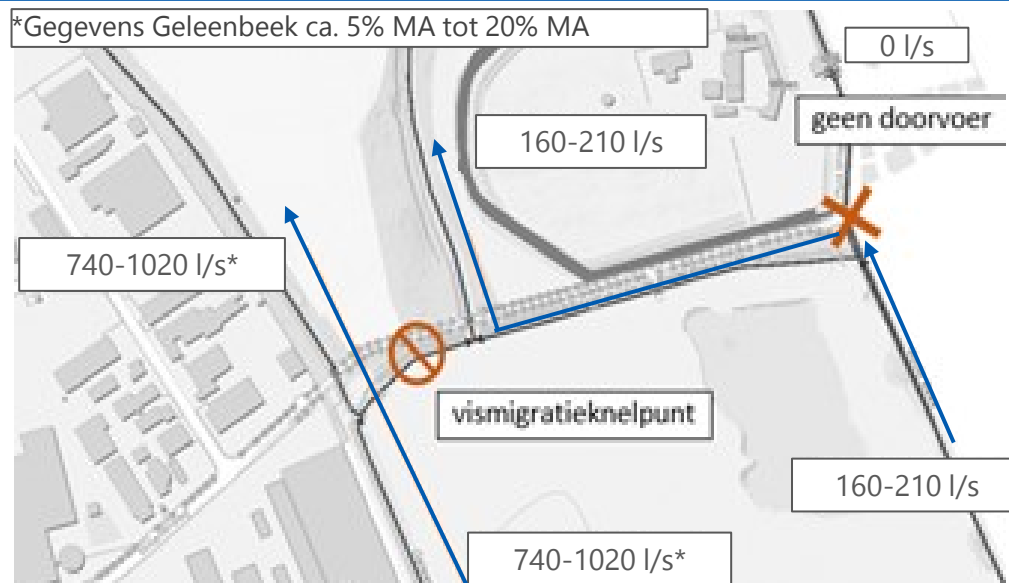 *Gegevens Geleenbeek ca. 5% MA tot 20% MA
0 l/s
geen doorvoer
160-210 l/s
740-1020 l/s*
vismigratieknelpunt
160-210 l/s
740-1020 l/s*